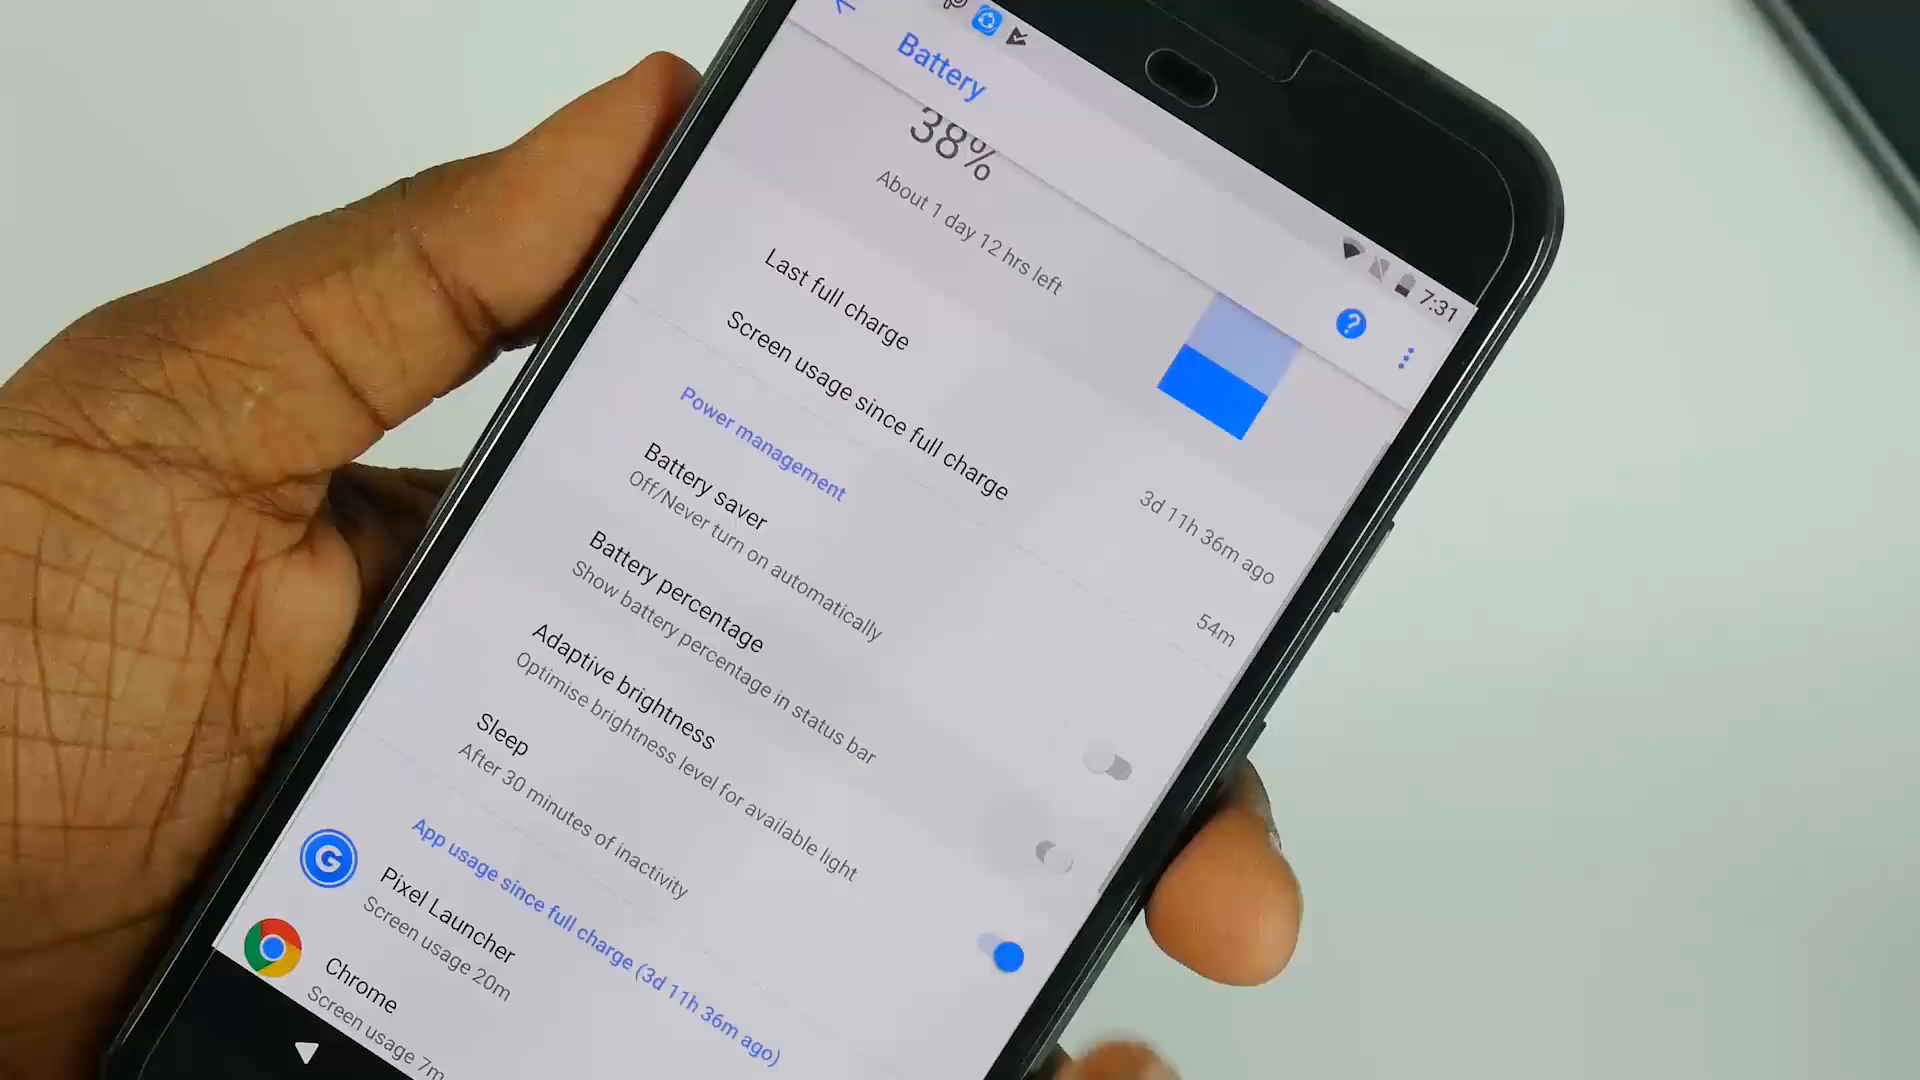 7:31
Battery
?
38%
About 1 day 12 hrs left
Last full charge
3d 11h 36m ago
Screen usage since full charge
54m
Power management
Battery saver
Off/Never turn on automatically
Battery percentage
Show battery percentage in status bar
Adaptive brightness
Optimise brightness level for available light
Sleep
After 30 minutes of inactivity
App usage since full charge (3d 11h 36m ago)
G
Pixel Launcher
Screen usage 20m
Chrome
Screen usage 7m